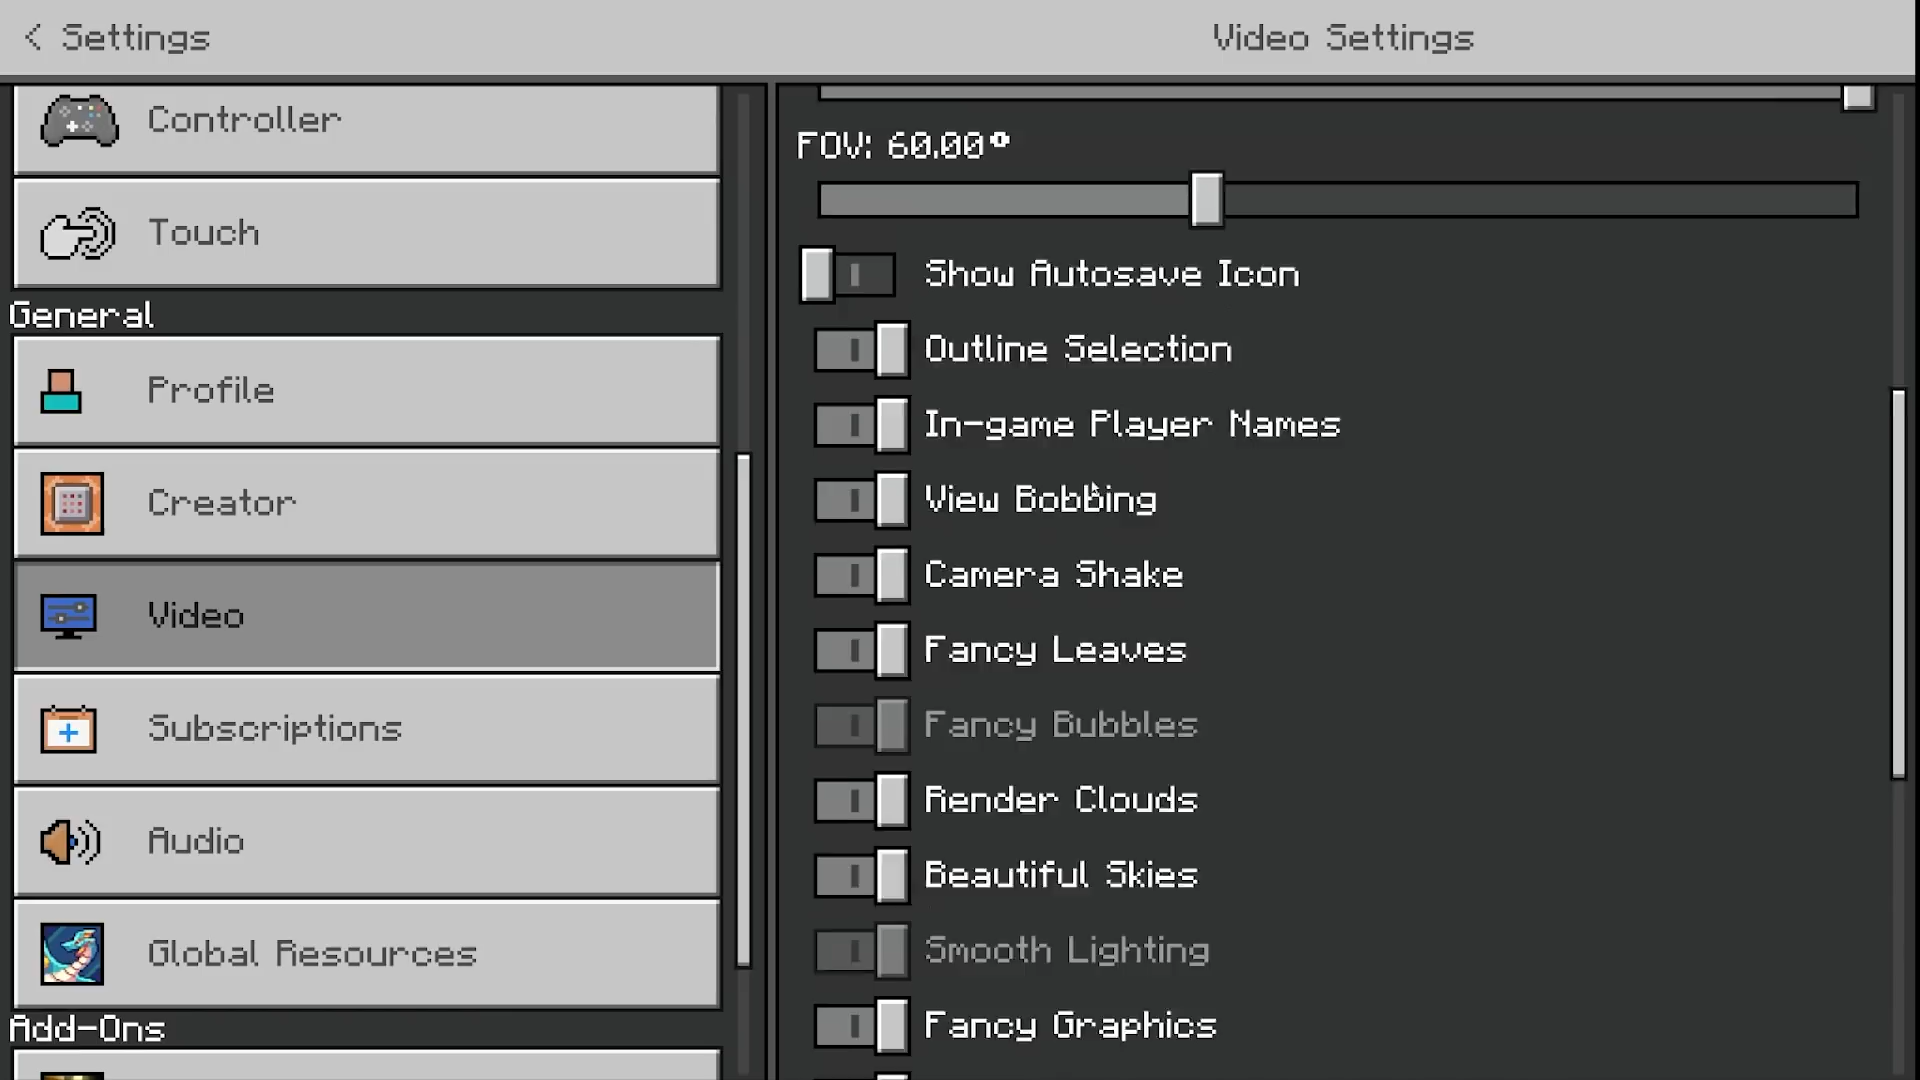 Settings
Video Settings
Controller
Touch
General
Profile
Creator
Video
Subscriptions
Audio
Global Resources
Add-Ons
FOV: 60.00°
Show Autosave Icon
Outline Selection
In-game Player Names
View Bobbing
Camera Shake
Fancy Leaves
Fancy Bubbles
Render Clouds
Beautiful Skies
Smooth Lighting
Fancy Graphics